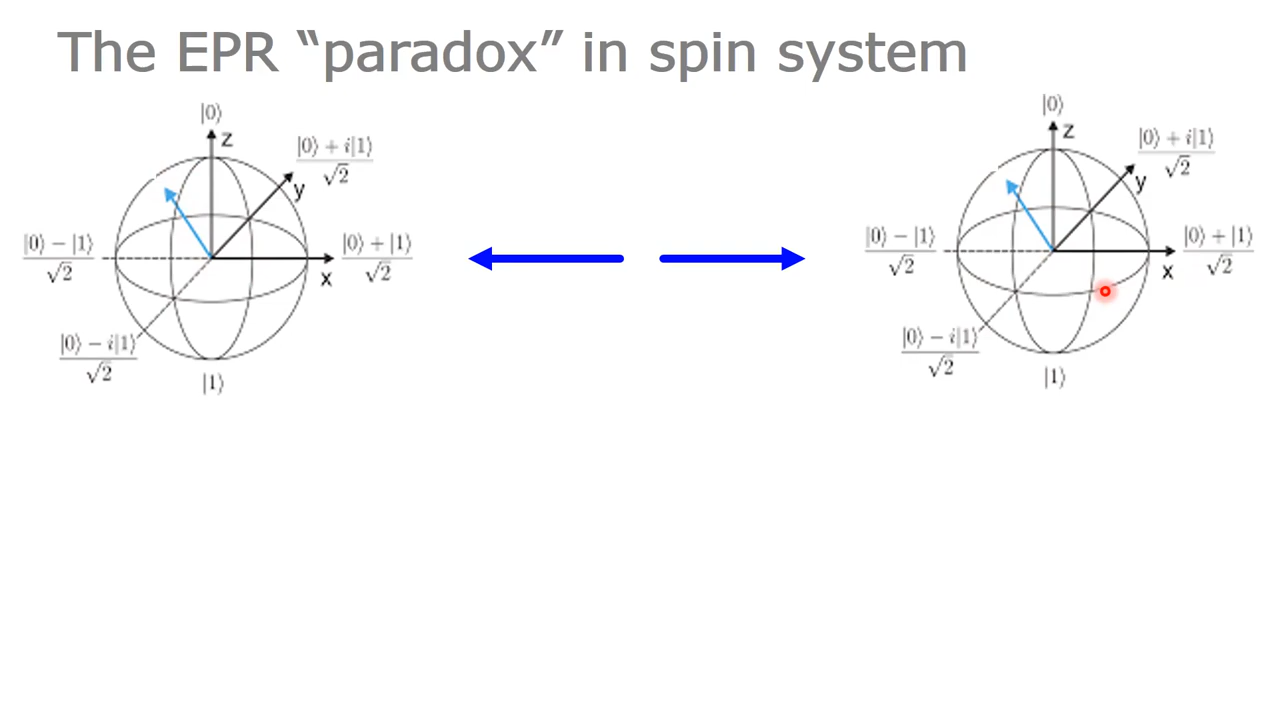 The EPR “paradox” in spin system
|0⟩
z
|0⟩ + i|1⟩
√2
y
|0⟩ − |1⟩
√2
|0⟩ + |1⟩
√2
x
|0⟩ − i|1⟩
√2
|1⟩
|0⟩
z
|0⟩ + i|1⟩
√2
y
|0⟩ − |1⟩
√2
|0⟩ + |1⟩
√2
x
|0⟩ − i|1⟩
√2
|1⟩